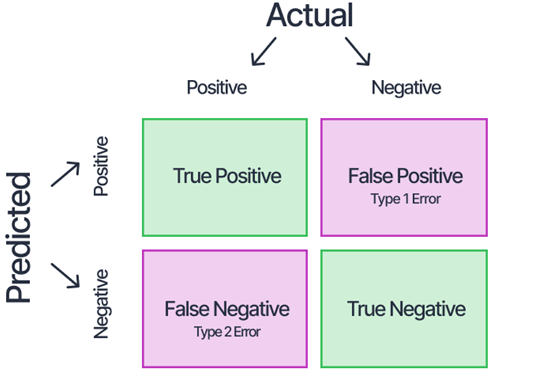 Actual
Positive
Negative
Predicted
Positive
True Positive
False Positive
Type 1 Error
Negative
False Negative
Type 2 Error
True Negative